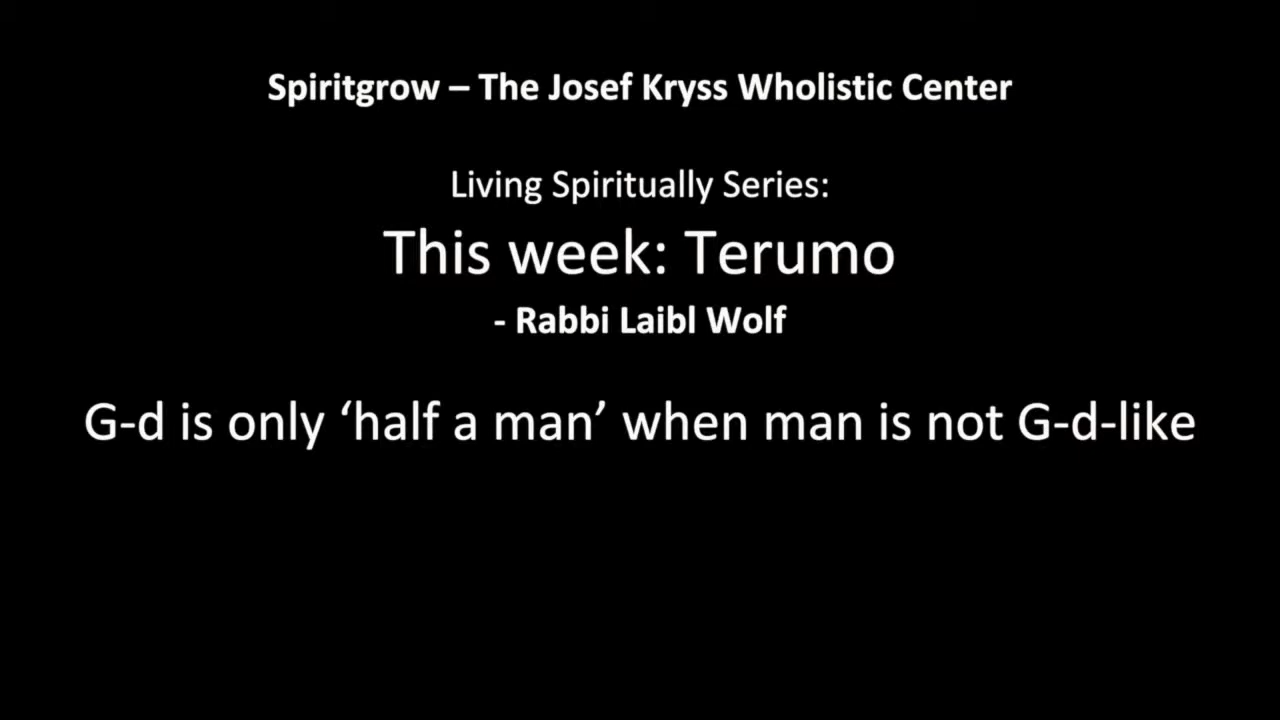 Spiritgrow – The Josef Kryss Wholistic Center
Living Spiritually Series:
This week: Terumo
- Rabbi Laibl Wolf
G-d is only ‘half a man’ when man is not G-d-like